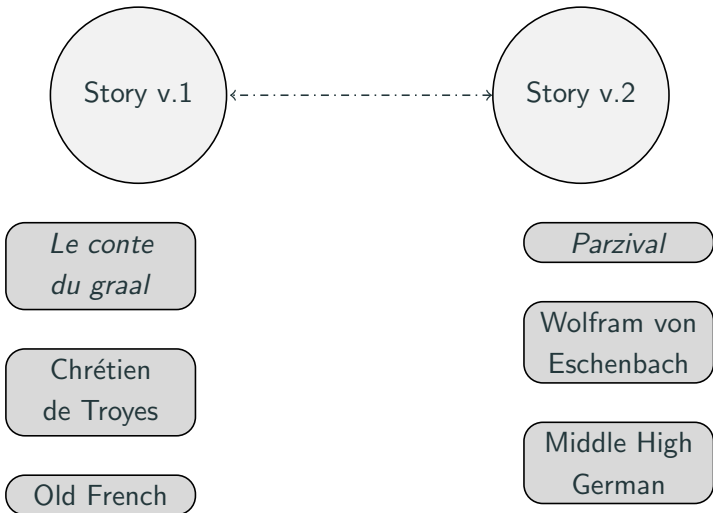 Story v.1
Story v.2
Le conte
du graal
Chrétien
de Troyes
Old French
Parzival
Wolfram von
Eschenbach
Middle High
German